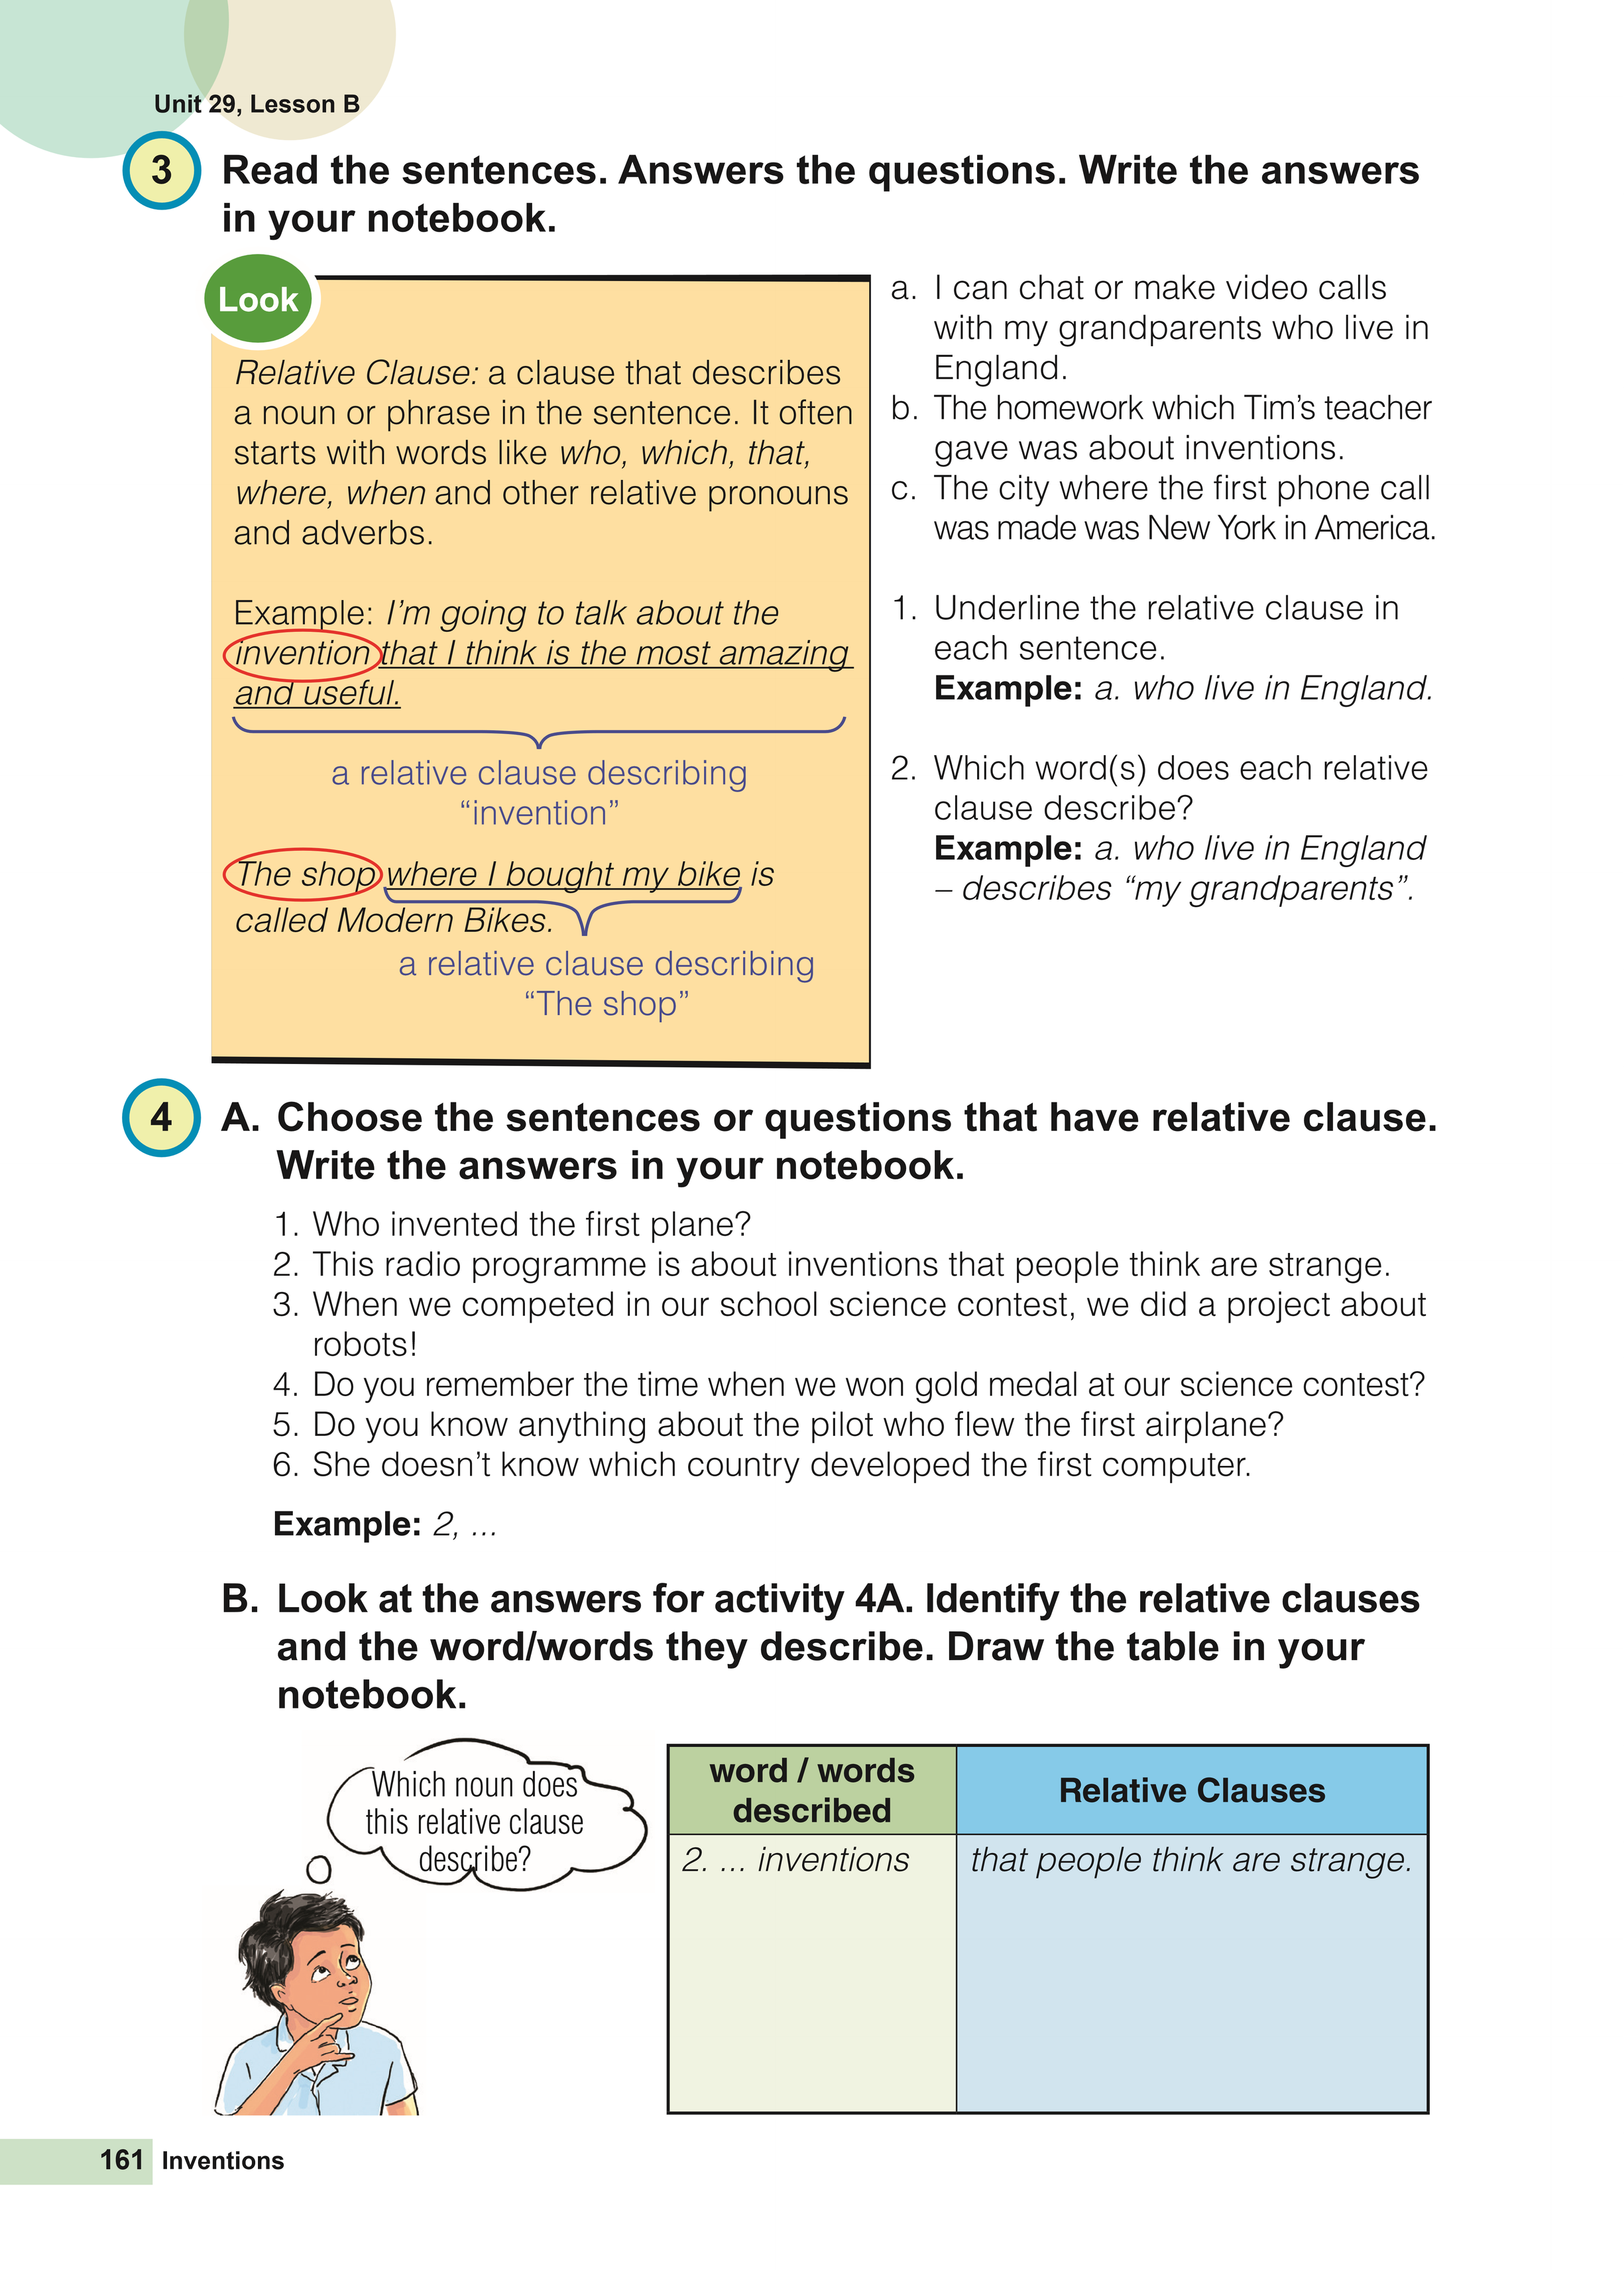 Unit 29, Lesson B
3 Read the sentences. Answers the questions. Write the answers
in your notebook.
Look
Relative Clause: a clause that describes
a noun or phrase in the sentence. It often
starts with words like who, which, that,
where, when and other relative pronouns
and adverbs.
Example: I’m going to talk about the
invention that I think is the most amazing
and useful.
a relative clause describing
“invention”
The shop where I bought my bike is
called Modern Bikes.
a relative clause describing
“The shop”
a. I can chat or make video calls
with my grandparents who live in
England.
b. The homework which Tim’s teacher
gave was about inventions.
c. The city where the first phone call
was made was New York in America.
1. Underline the relative clause in
each sentence.
Example: a. who live in England.
2. Which word(s) does each relative
clause describe?
Example: a. who live in England
– describes “my grandparents”.
4 A. Choose the sentences or questions that have relative clause.
Write the answers in your notebook.
1. Who invented the first plane?
2. This radio programme is about inventions that people think are strange.
3. When we competed in our school science contest, we did a project about
robots!
4. Do you remember the time when we won gold medal at our science contest?
5. Do you know anything about the pilot who flew the first airplane?
6. She doesn’t know which country developed the first computer.
Example: 2, ...
B. Look at the answers for activity 4A. Identify the relative clauses
and the word/words they describe. Draw the table in your
notebook.
Which noun does
this relative clause
describe?
word / words
described
Relative Clauses
2. ... inventions
that people think are strange.
161 Inventions